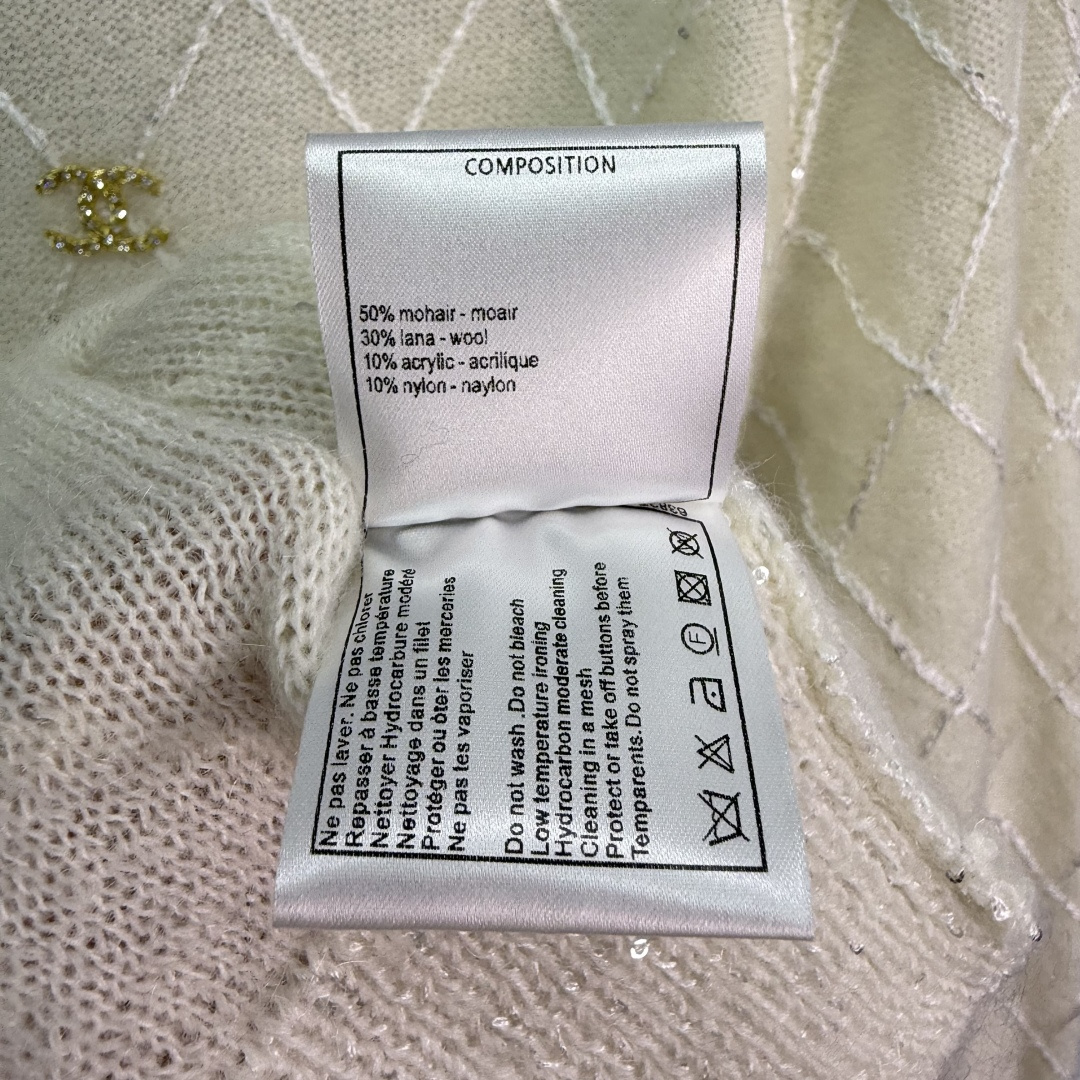 COMPOSITION
50% mohair - moair
30% lana - wool
10% acrylic - acrilique
10% nylon - naylon
Ne pas laver. Ne pas chlorer
Repasser à basse température
Nettoyer Hydrocarbure modéré
Nettoyage dans un filet
Protéger ou ôter les merceries
Ne pas tes vaporiser
Do not wash .Do not bleach
Low temperature ironing
Hydrocarbon moderate cleaning
Cleaning in a mesh
Protect or take off buttons before
Temparents.Do not spray them
F